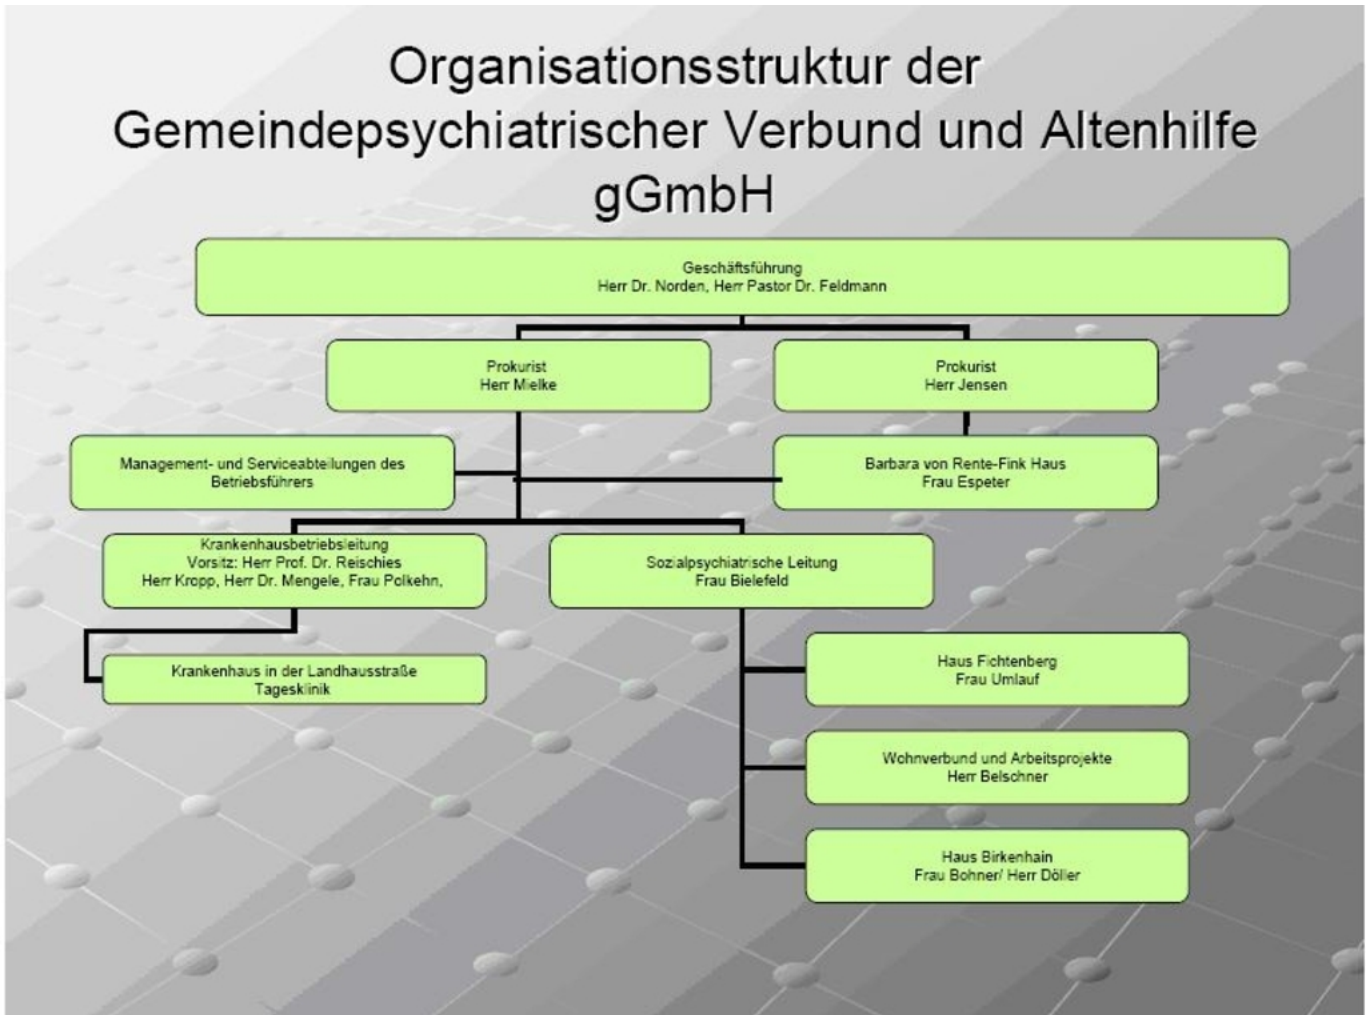 Organisationsstruktur der
Gemeindepsychiatrischer Verbund und Altenhilfe
gGmbH
Geschäftsführung
Herr Dr. Norden, Herr Pastor Dr. Feldmann
Prokurist
Herr Mielke
Prokurist
Herr Jensen
Management- und Serviceabteilungen des
Betriebsführers
Barbara von Rente-Fink Haus
Frau Espeter
Krankenhausbetriebsleitung
Vorsitz: Herr Prof. Dr. Reischies
Herr Kropp, Herr Dr. Mengele, Frau Polkehn,
Sozialpsychiatrische Leitung
Frau Bielefeld
Krankenhaus in der Landhausstraße
Tagesklinik
Haus Fichtenberg
Frau Umlauf
Wohnverbund und Arbeitsprojekte
Herr Belschner
Haus Birkenhain
Frau Bohner/ Herr Döller